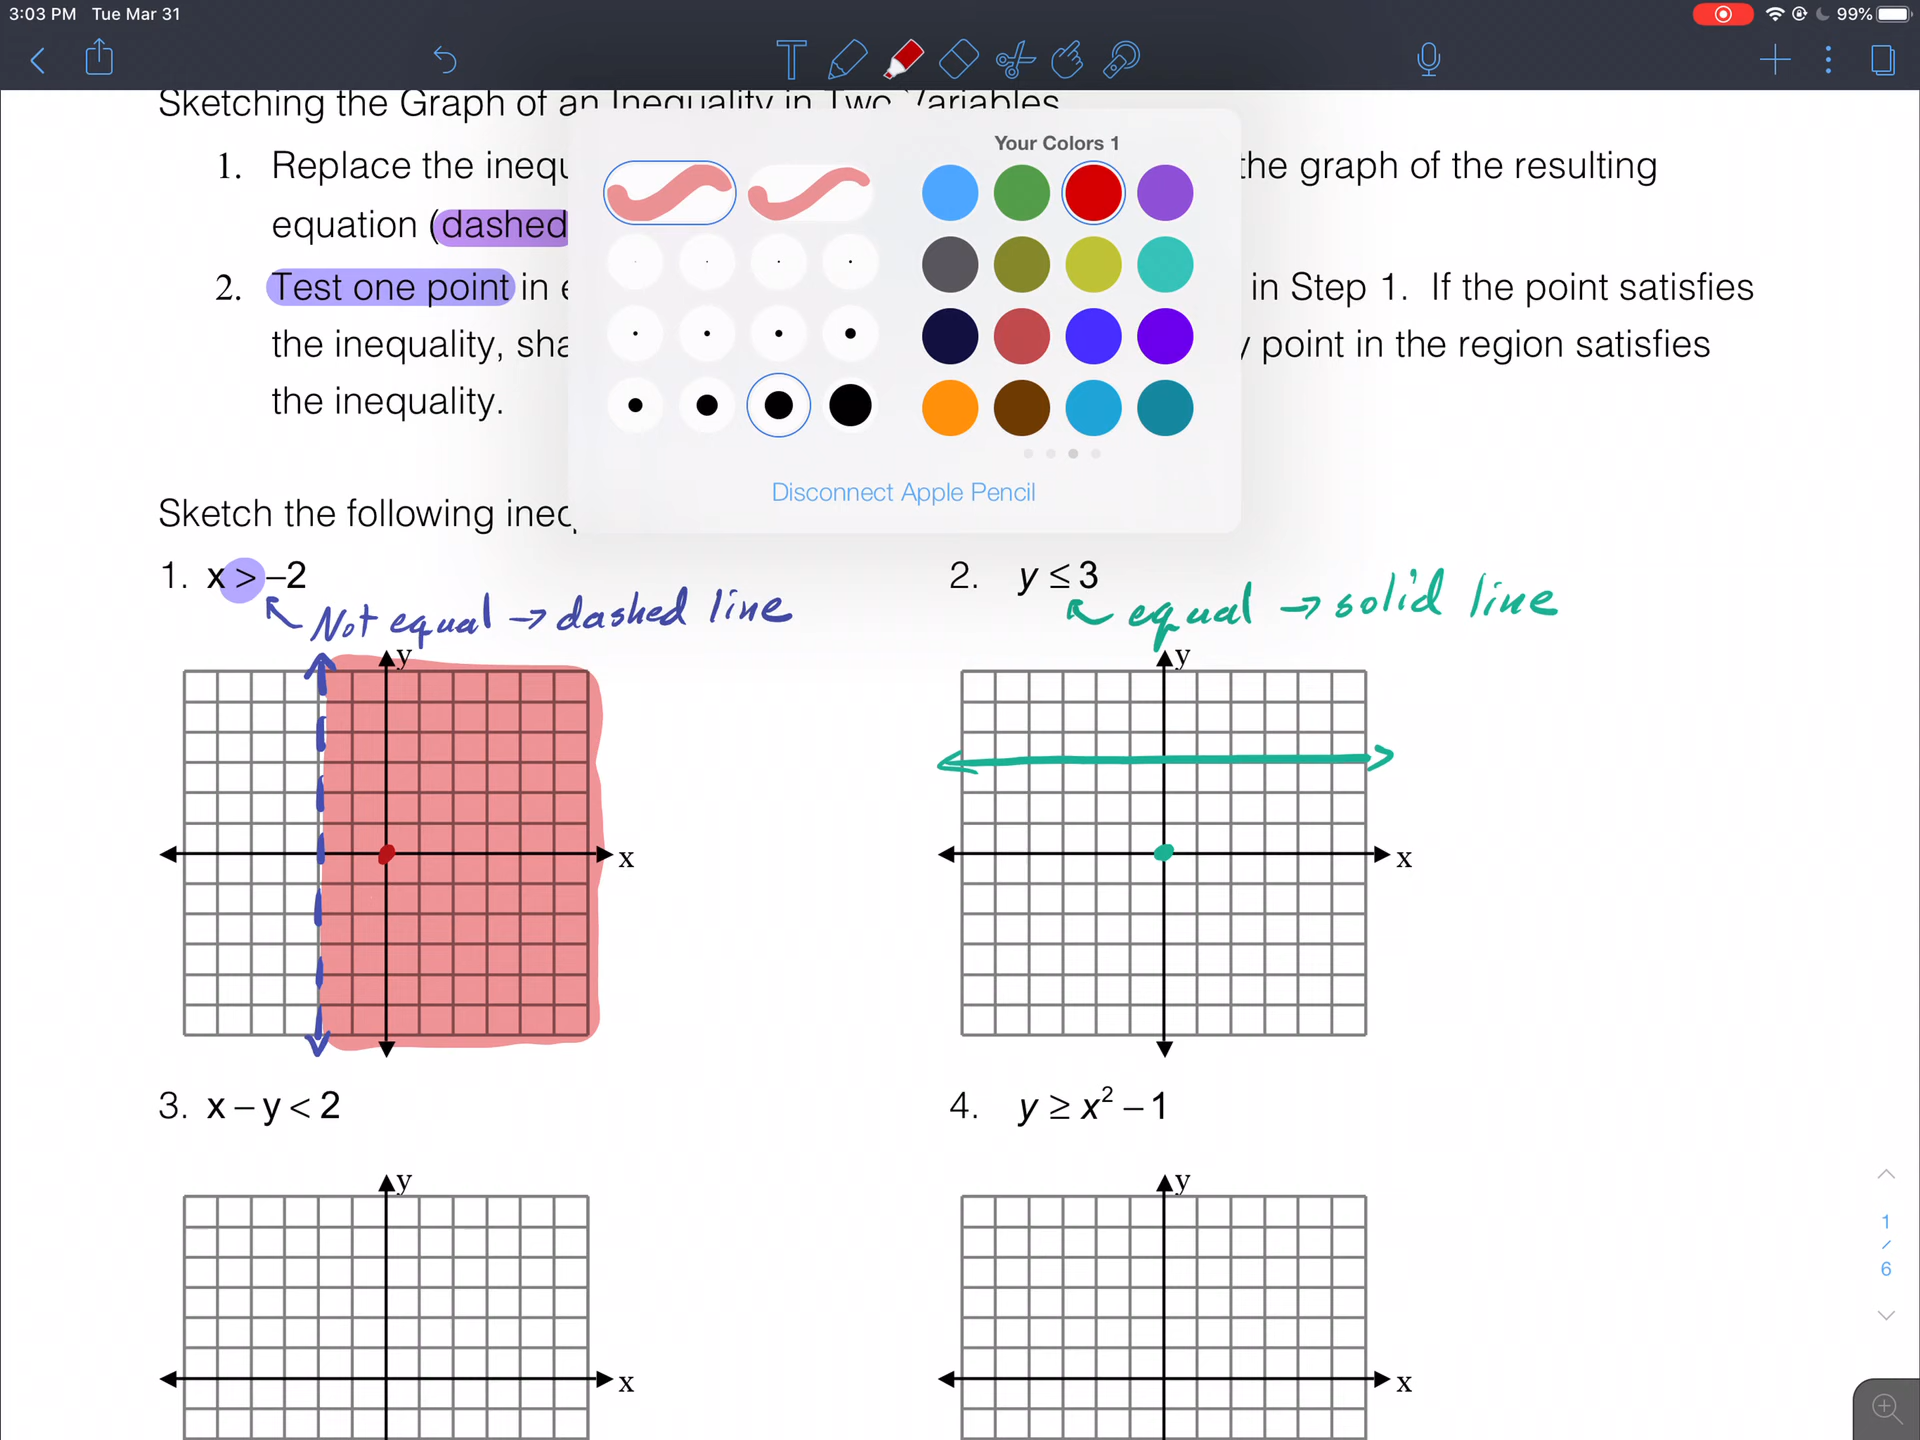 3:03 PM Tue Mar 31
99%
Sketching the Graph of an Inequality in Two Variables
Your Colors 1
1. Replace the inequ the graph of the resulting
equation (dashed
2. Test one point in in Step 1. If the point satisfies
the inequality, sha y point in the region satisfies
the inequality.
Disconnect Apple Pencil
Sketch the following ineq
1. x > –2
Not equal → dashed line
2. y ≤ 3
equal → solid line
y
x
y
x
3. x – y < 2
4. y ≥ x² – 1
y
x
y
x
1
/
6